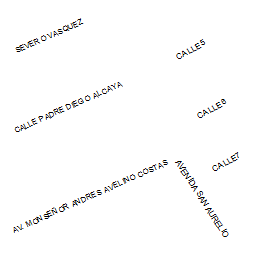 SEVERO VASQUEZ
CALLE 5
CALLE PADRE DIEGO ALCAYA
CALLE 6
CALLE 7
AV. MONSEÑOR ANDRES AVELINO COSTAS
AVENIDA SAN AURELIO